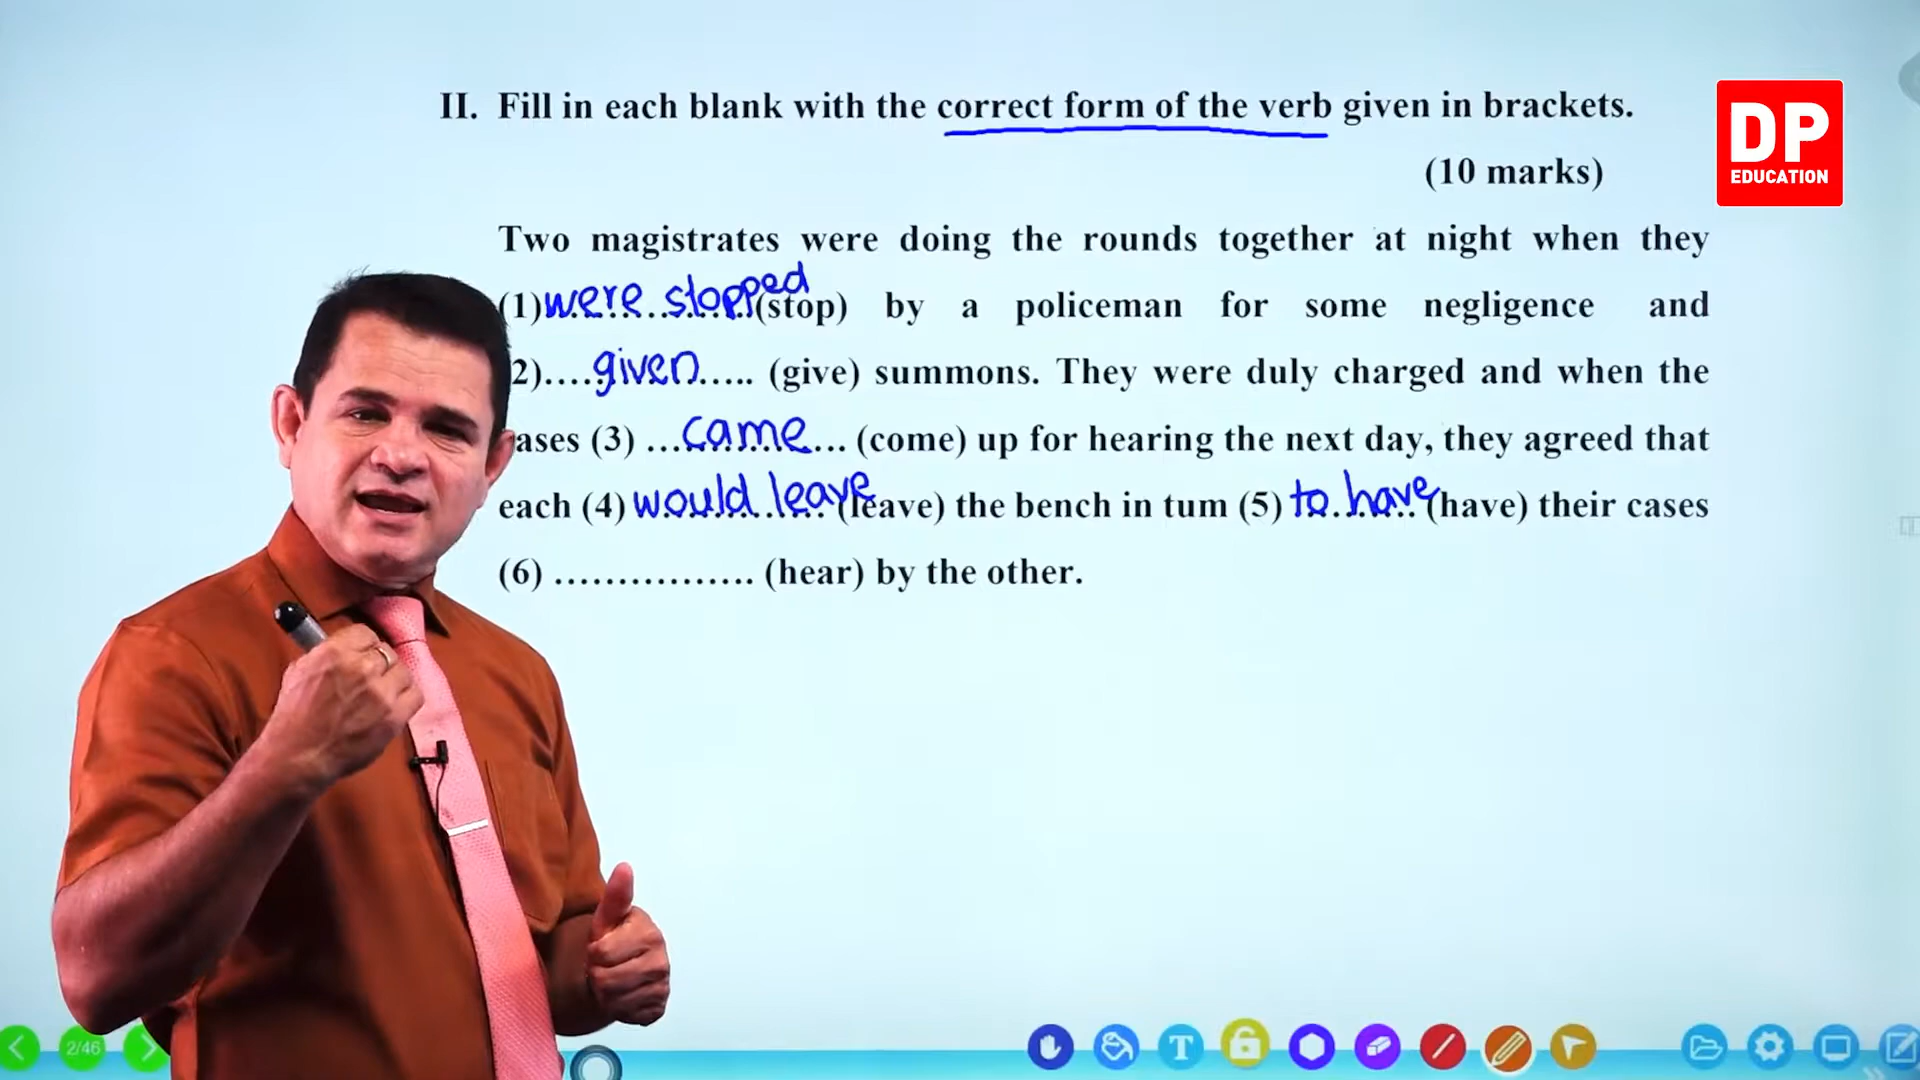 II. Fill in each blank with the correct form of the verb given in brackets.
(10 marks)
DP
EDUCATION
Two magistrates were doing the rounds together at night when they
(1) were stopped (stop) by a policeman for some negligence and
2)....given..... (give) summons. They were duly charged and when the
ases (3) ...came... (come) up for hearing the next day, they agreed that
each (4) would leave (leave) the bench in tum (5) to have (have) their cases
(6) ................ (hear) by the other.
2/46
T